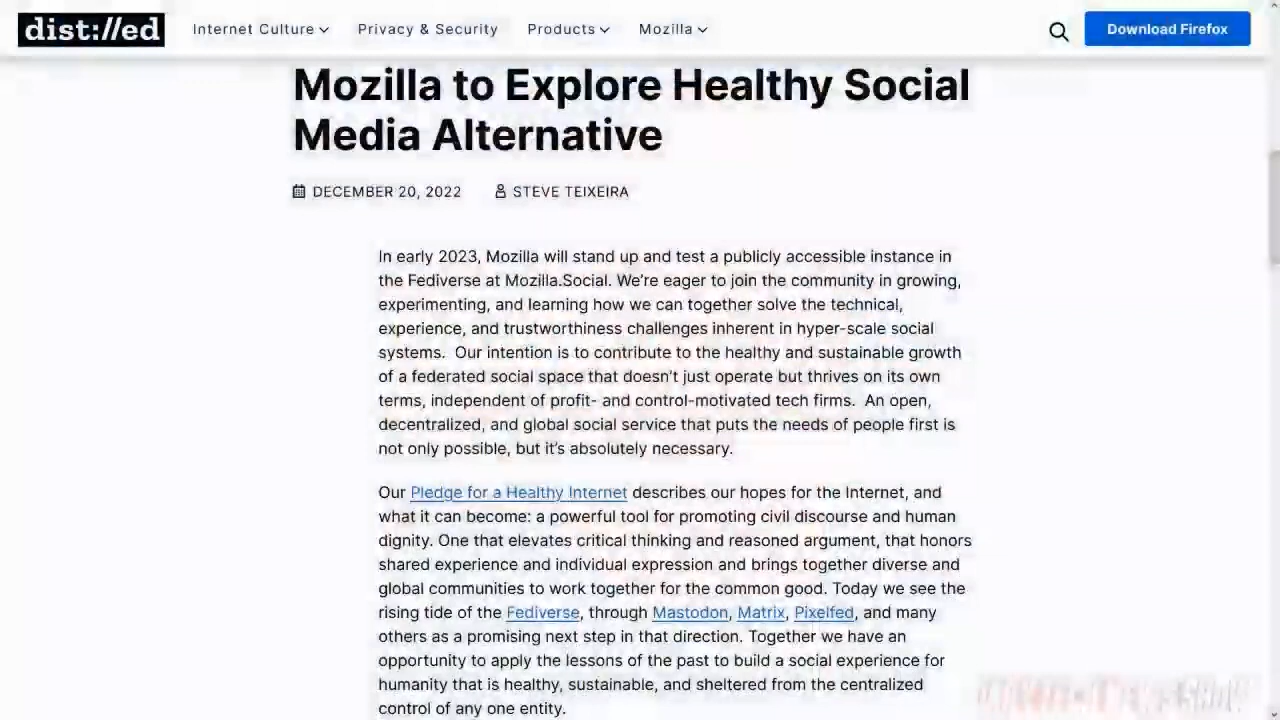 dist://ed
Internet Culture
Privacy & Security
Products
Mozilla
Download Firefox
Mozilla to Explore Healthy Social
Media Alternative
DECEMBER 20, 2022
STEVE TEIXEIRA
In early 2023, Mozilla will stand up and test a publicly accessible instance in
the Fediverse at Mozilla.Social. We’re eager to join the community in growing,
experimenting, and learning how we can together solve the technical,
experience, and trustworthiness challenges inherent in hyper-scale social
systems.  Our intention is to contribute to the healthy and sustainable growth
of a federated social space that doesn’t just operate but thrives on its own
terms, independent of profit- and control-motivated tech firms.  An open,
decentralized, and global social service that puts the needs of people first is
not only possible, but it’s absolutely necessary.
Our Pledge for a Healthy Internet describes our hopes for the Internet, and
what it can become: a powerful tool for promoting civil discourse and human
dignity. One that elevates critical thinking and reasoned argument, that honors
shared experience and individual expression and brings together diverse and
global communities to work together for the common good. Today we see the
rising tide of the Fediverse, through Mastodon, Matrix, Pixelfed, and many
others as a promising next step in that direction. Together we have an
opportunity to apply the lessons of the past to build a social experience for
humanity that is healthy, sustainable, and sheltered from the centralized
control of any one entity.